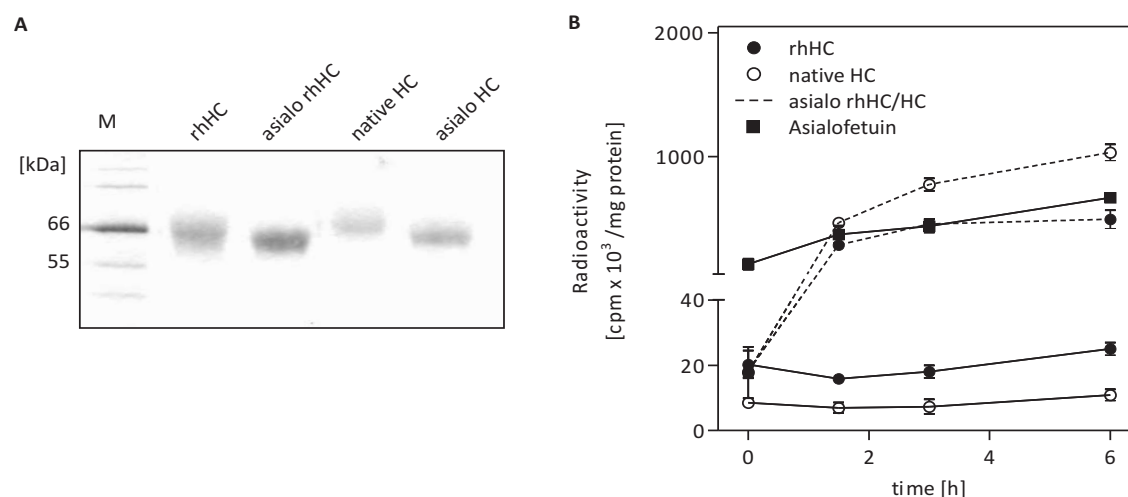 A
M
rhHC
asialo rhHC
native HC
asialo HC
[kDa]
66
55
B
Radioactivity
[cpm x 10³ /mg protein]
2000
1000
40
20
0
rhHC
native HC
asialo rhHC/HC
Asialofetuin
0
2
4
6
time [h]